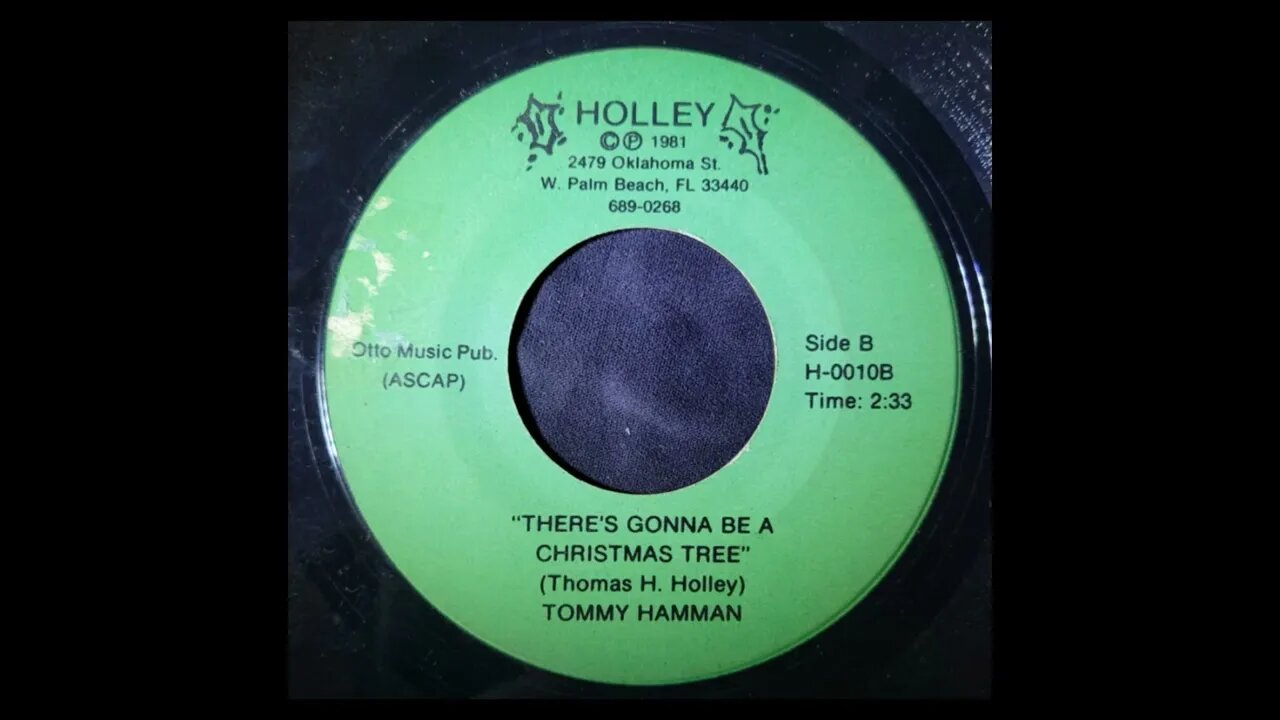 HOLLEY
© ℗ 1981
2479 Oklahoma St.
W. Palm Beach, FL 33440
689-0268
Otto Music Pub.
(ASCAP)
Side B
H-0010B
Time: 2:33
"THERE'S GONNA BE A
CHRISTMAS TREE"
(Thomas H. Holley)
TOMMY HAMMAN